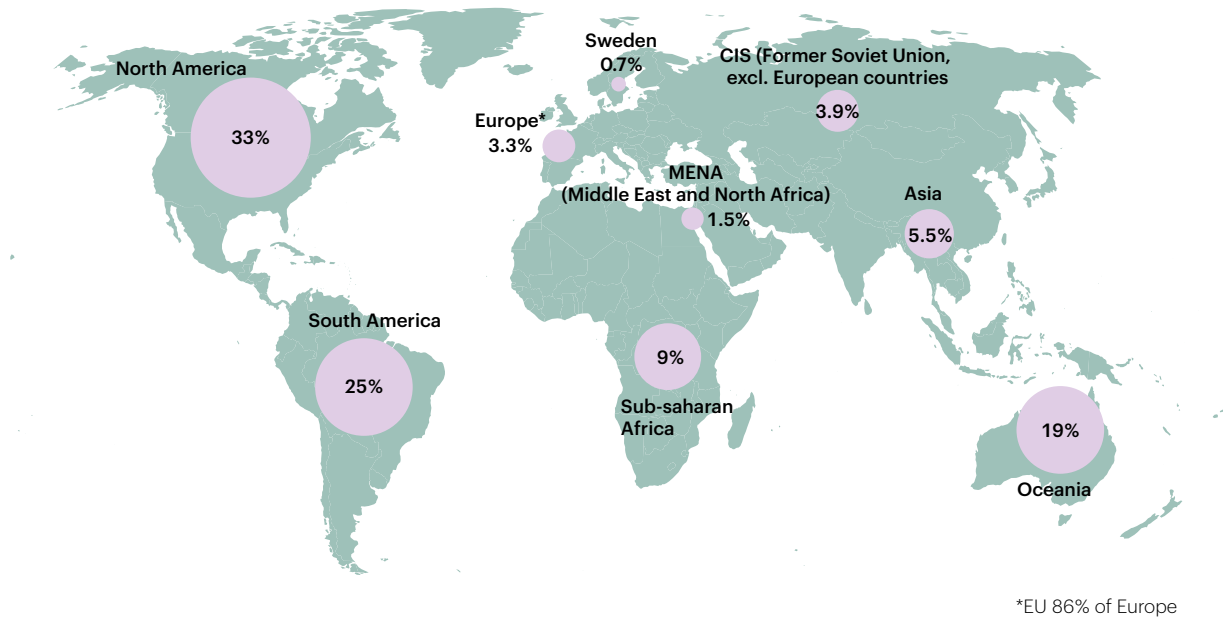 Sweden
0.7%
CIS (Former Soviet Union,
excl. European countries
3.9%
North America
33%
Europe*
3.3%
MENA
(Middle East and North Africa)
1.5%
Asia
5.5%
South America
25%
9%
Sub-saharan
Africa
19%
Oceania
*EU 86% of Europe